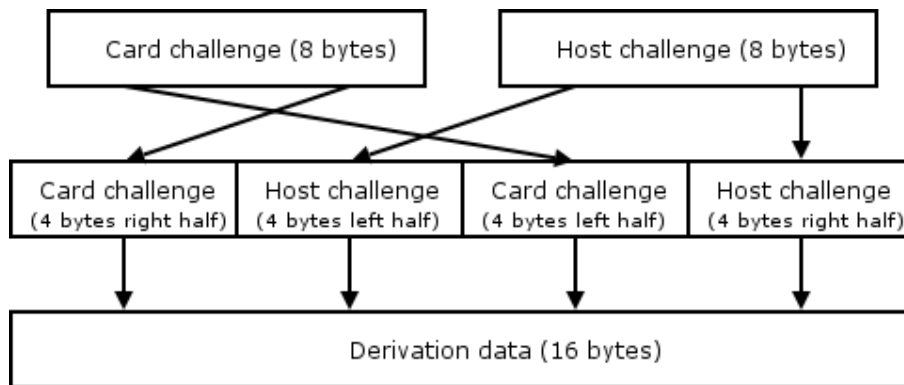 Card challenge (8 bytes)
Host challenge (8 bytes)
Card challenge
(4 bytes right half)
Host challenge
(4 bytes left half)
Card challenge
(4 bytes left half)
Host challenge
(4 bytes right half)
Derivation data (16 bytes)